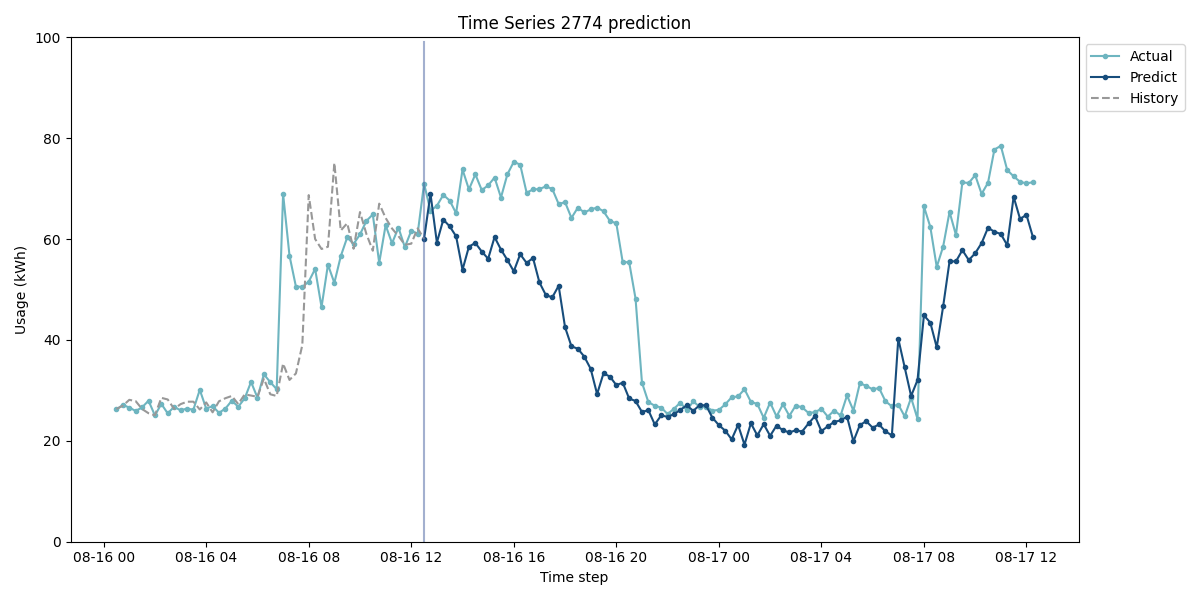 Time Series 2774 prediction
100
80
60
40
20
0
Usage (kWh)
08-16 00
08-16 04
08-16 08
08-16 12
08-16 16
08-16 20
08-17 00
08-17 04
08-17 08
08-17 12
Time step
Actual
Predict
History